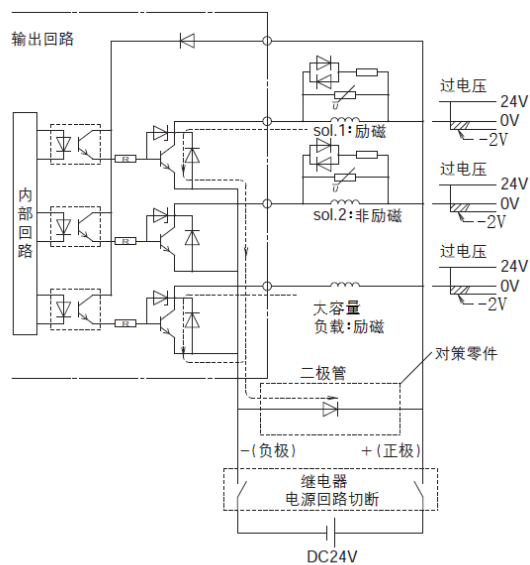 输出回路
内部回路
R
R
R
U
sol.1:励磁
U
sol.2:非励磁
大容量
负载:励磁
过电压
24V
0V
-2V
过电压
24V
0V
-2V
过电压
24V
0V
-2V
对策零件
二极管
-(负极)
+(正极)
继电器
电源回路切断
DC24V